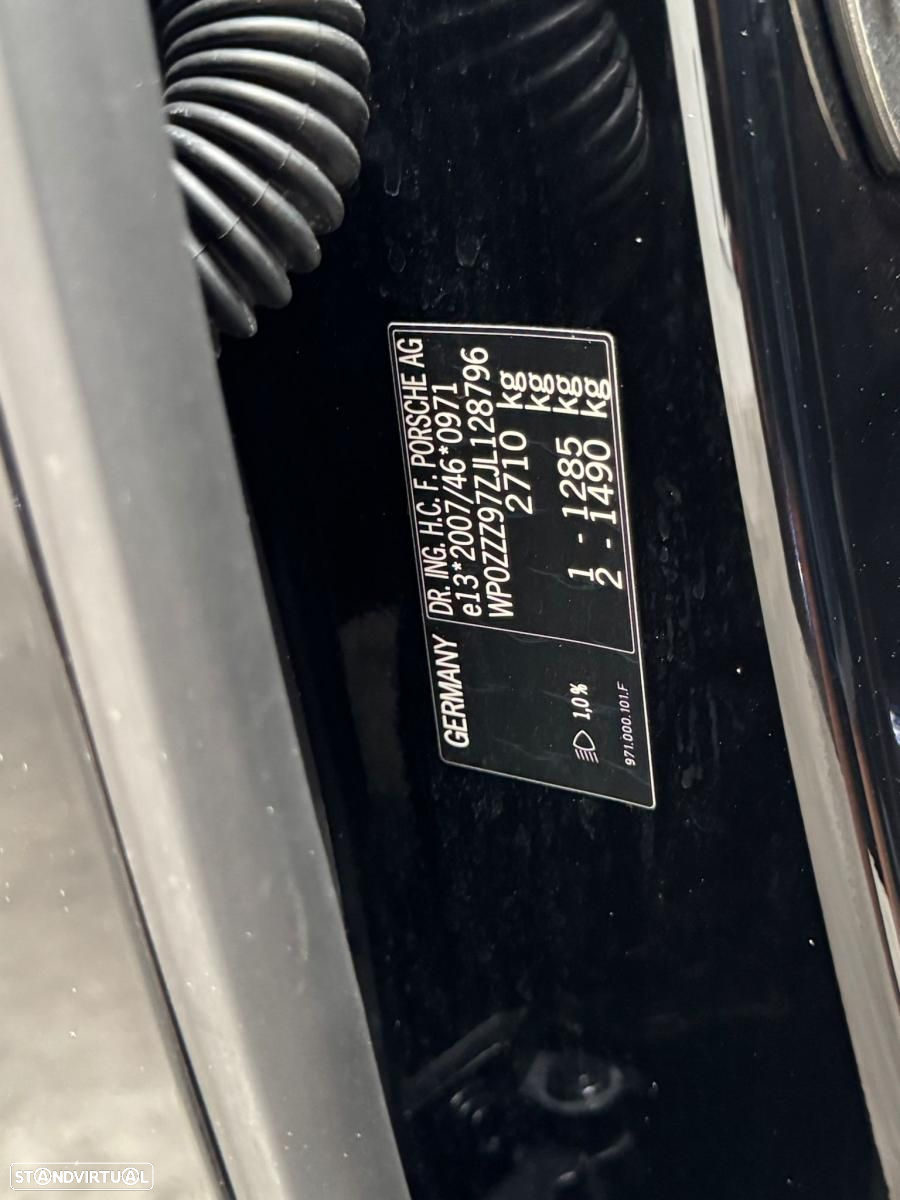 GERMANY
DR. ING. H.C. F. PORSCHE AG
e13*2007/46*0971
WP0ZZZ97ZJL128796
2710 kg
kg
1 - 1285 kg
2 - 1490 kg
1,0 %
971.000.101.F
STANDVIRTUAL